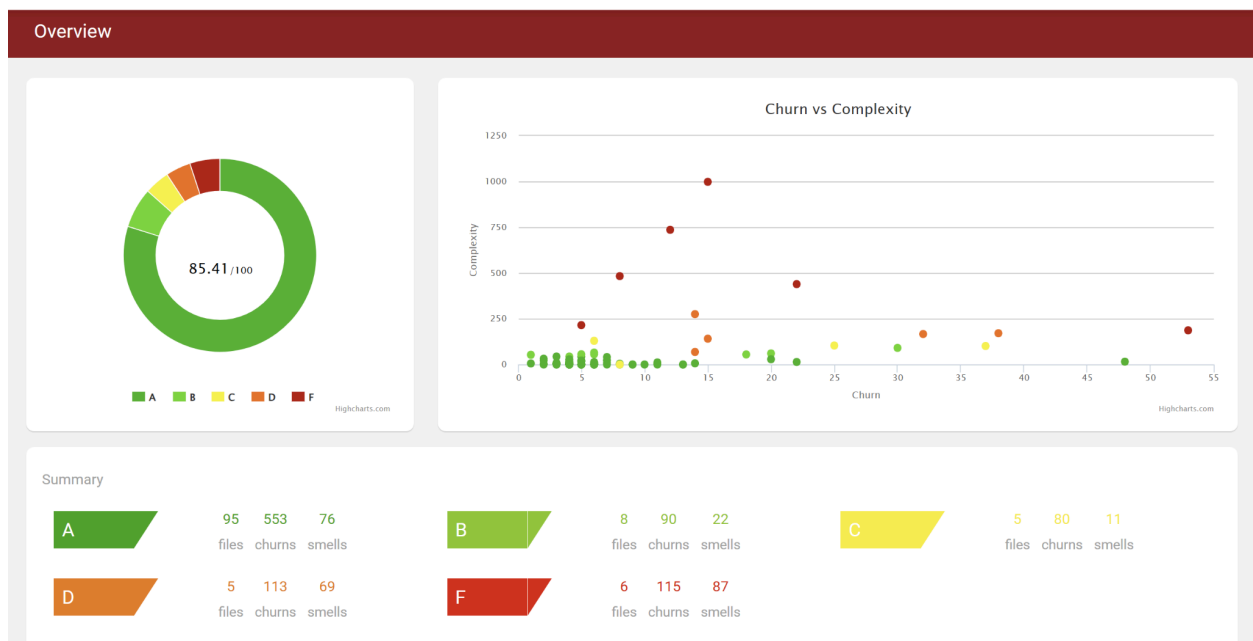 Overview
85.41/100
A B C D F
Highcharts.com
Churn vs Complexity
Complexity
1250
1000
750
500
250
0
0 5 10 15 20 25 30 35 40 45 50 55
Churn
Highcharts.com
Summary
A 95 553 76
files churns smells
B 8 90 22
files churns smells
C 5 80 11
files churns smells
D 5 113 69
files churns smells
F 6 115 87
files churns smells